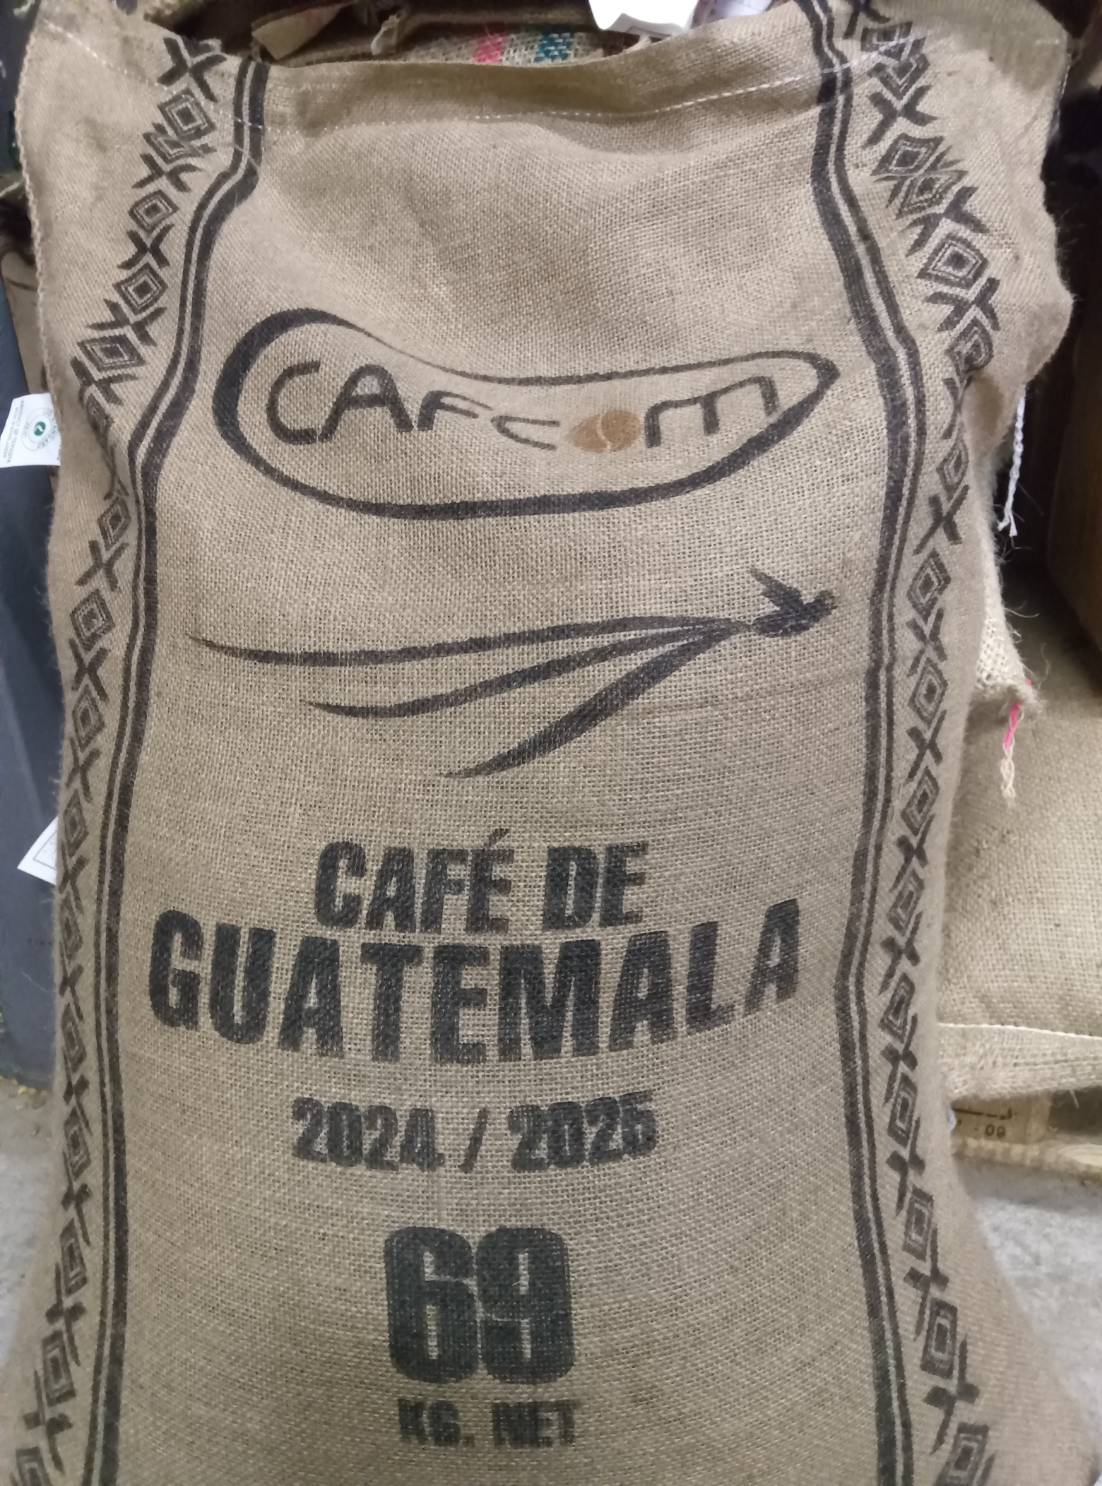 CAFCOM
CAFÉ DE
GUATEMALA
2024 / 2025
69
KG. NET